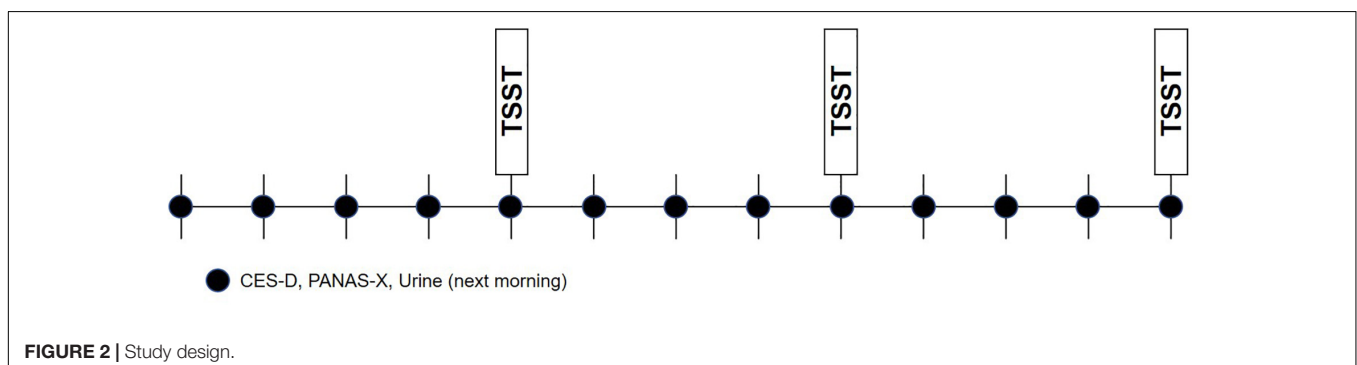 TSST
TSST
TSST
CES-D, PANAS-X, Urine (next morning)
FIGURE 2 | Study design.